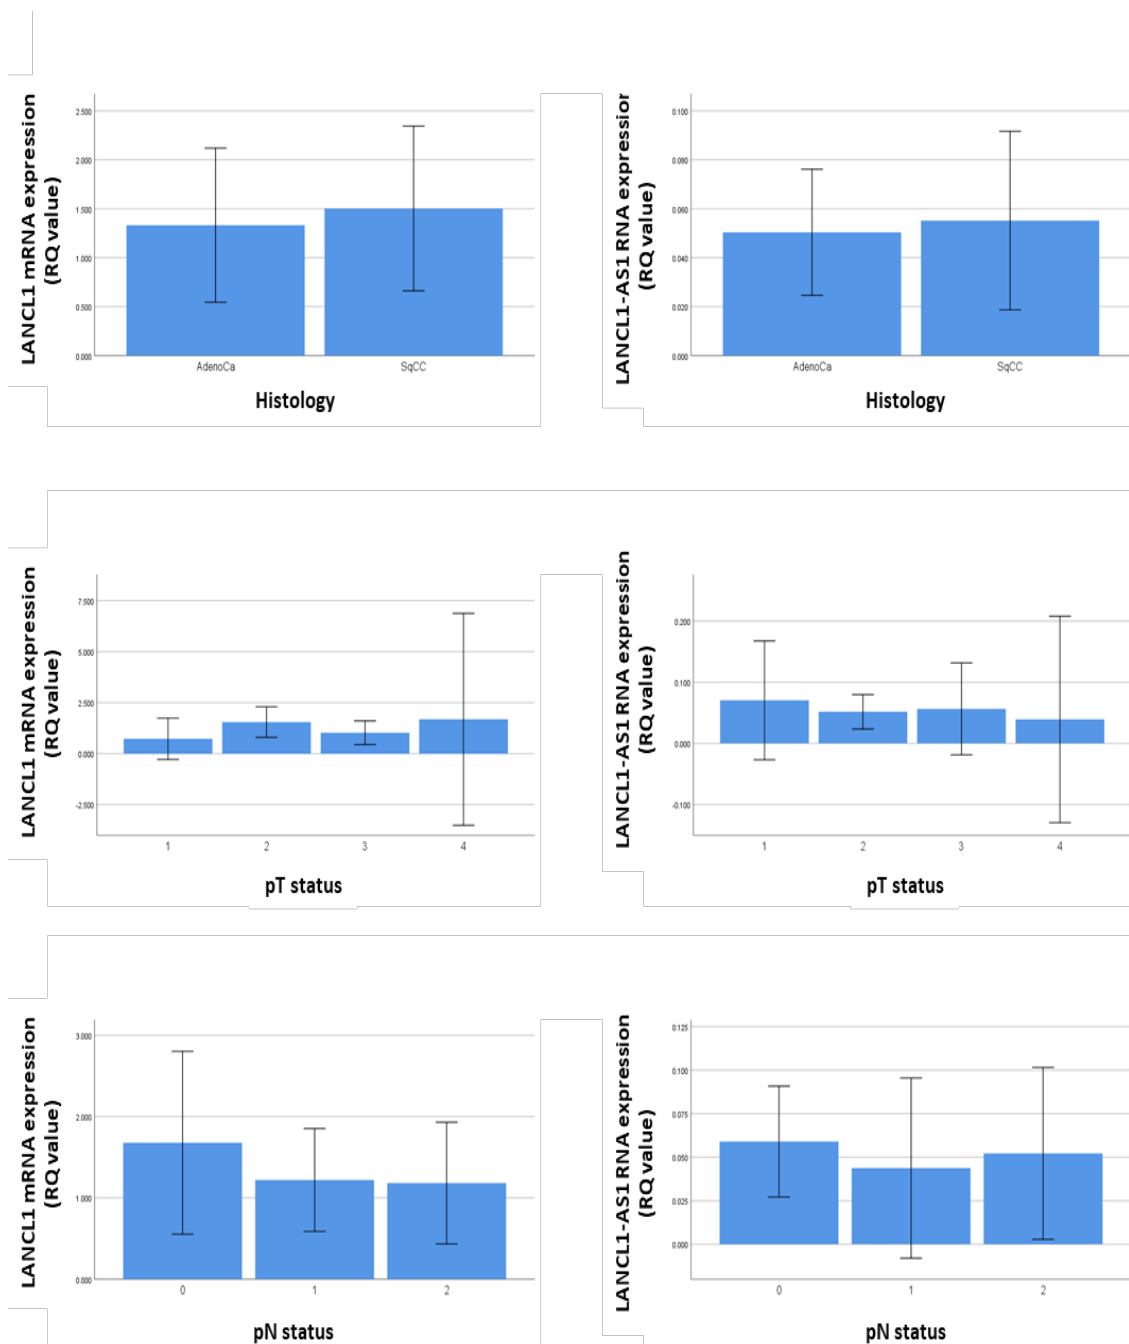 LANCL1 mRNA expression
(RQ value)
2.500
2.000
1.500
1.000
0.500
0.000
AdenoCa
SqCC
Histology
LANCL1-AS1 RNA expression
(RQ value)
0.100
0.080
0.060
0.040
0.020
0.000
AdenoCa
SqCC
Histology
LANCL1 mRNA expression
(RQ value)
7.500
5.000
2.500
0.000
-2.500
1
2
3
4
pT status
LANCL1-AS1 RNA expression
(RQ value)
0.200
0.100
0.000
-0.100
1
2
3
4
pT status
LANCL1 mRNA expression
(RQ value)
3.000
2.000
1.000
0.000
0
1
2
pN status
LANCL1-AS1 RNA expression
(RQ value)
0.125
0.100
0.075
0.050
0.025
0.000
0
1
2
pN status